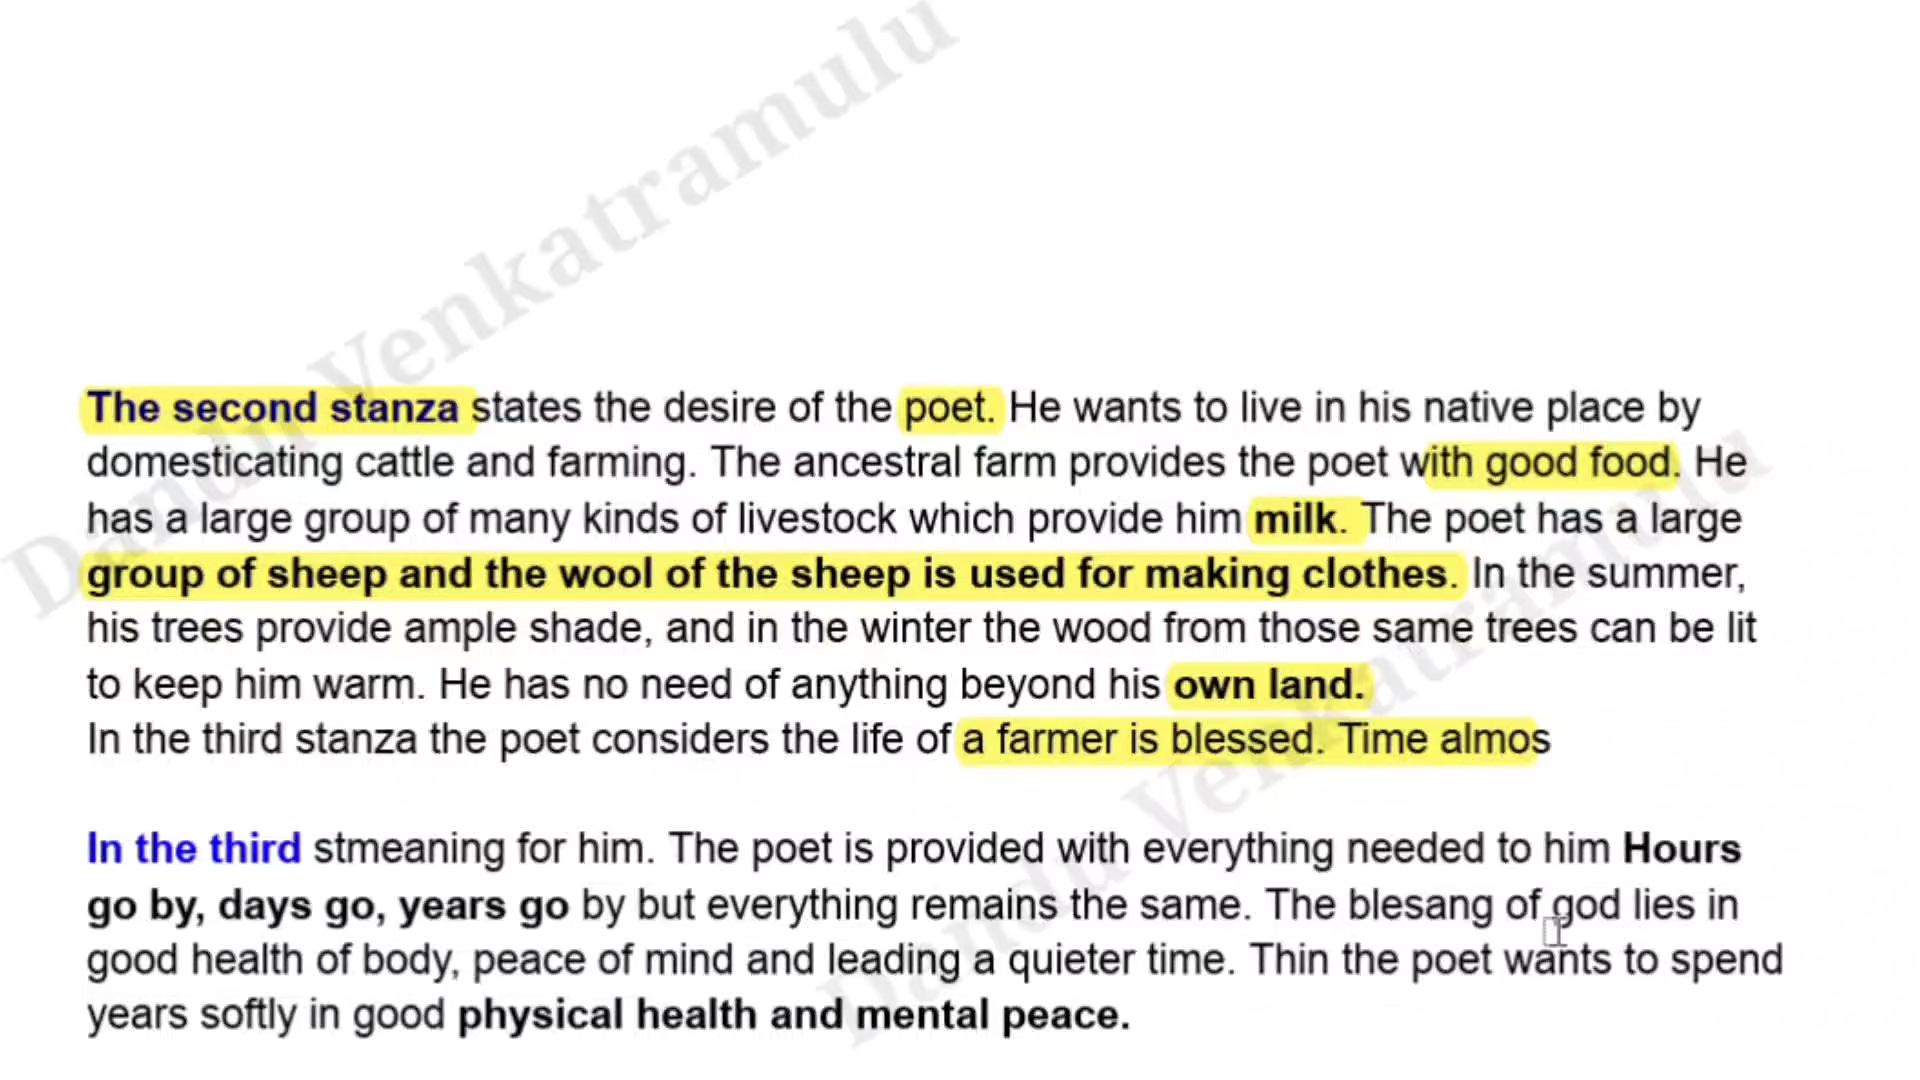 The second stanza states the desire of the poet. He wants to live in his native place by
domesticating cattle and farming. The ancestral farm provides the poet with good food. He
has a large group of many kinds of livestock which provide him milk. The poet has a large
group of sheep and the wool of the sheep is used for making clothes. In the summer,
his trees provide ample shade, and in the winter the wood from those same trees can be lit
to keep him warm. He has no need of anything beyond his own land.
In the third stanza the poet considers the life of a farmer is blessed. Time almos
In the third stmeaning for him. The poet is provided with everything needed to him Hours
go by, days go, years go by but everything remains the same. The blesang of god lies in
good health of body, peace of mind and leading a quieter time. Thin the poet wants to spend
years softly in good physical health and mental peace.
Dandu Venkatramulu
Dandu Venkatramulu